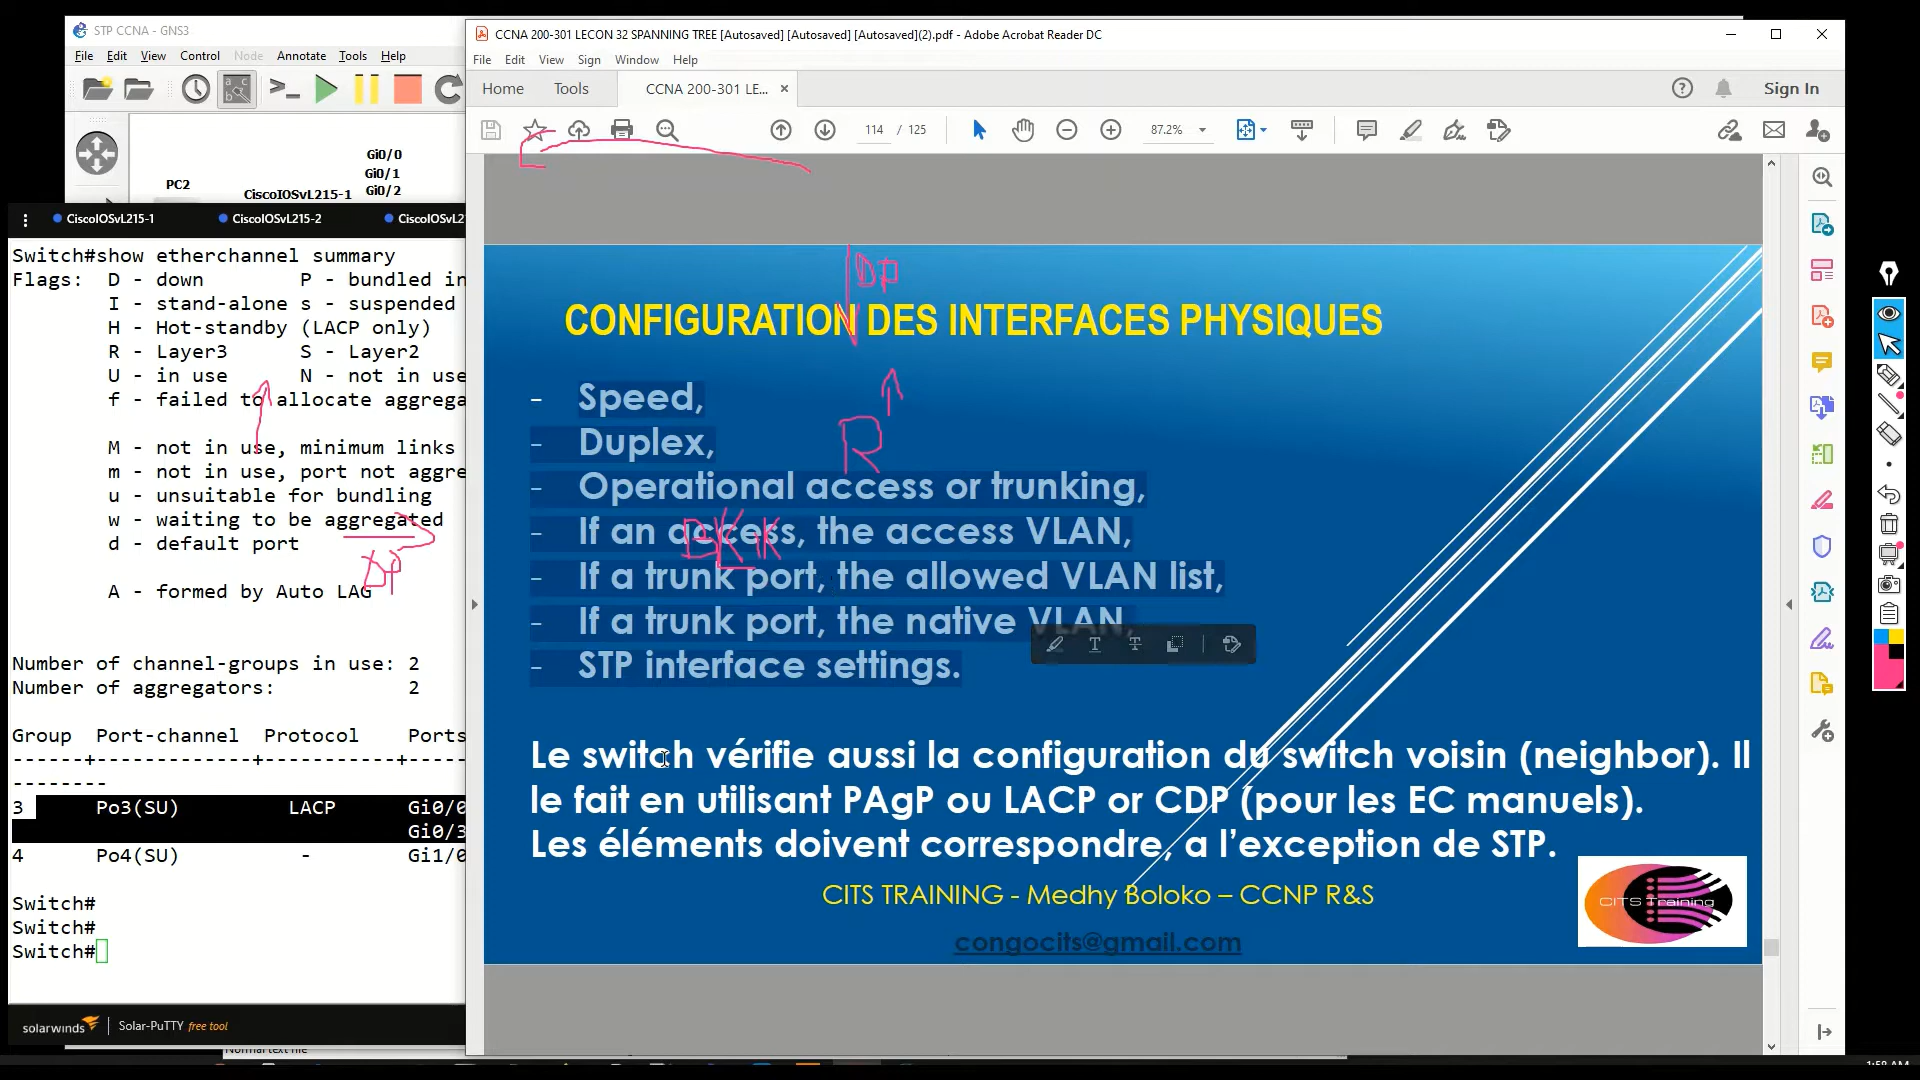 STP CCNA - GNS3
File Edit View Control Node Annotate Tools Help
Gi0/0
Gi0/1
PC2
CiscoIOSvL215-1 Gi0/2
CiscoIOSvL215-1 CiscoIOSvL215-2 CiscoIOSvL2
Switch#show etherchannel summary
Flags: D - down P - bundled in
I - stand-alone s - suspended
H - Hot-standby (LACP only)
R - Layer3 S - Layer2
U - in use N - not in use
f - failed to allocate aggrega
M - not in use, minimum links
m - not in use, port not aggre
u - unsuitable for bundling
w - waiting to be aggregated
d - default port
DP
A - formed by Auto LAG
Number of channel-groups in use: 2
Number of aggregators: 2
Group Port-channel Protocol Ports
------+-------------+-----------+-----
--------
3 Po3(SU) LACP Gi0/0
Gi0/3
4 Po4(SU) - Gi1/0
Switch#
Switch#
Switch#
solarwinds Solar-PuTTY free tool
Normal text file
CCNA 200-301 LECON 32 SPANNING TREE [Autosaved] [Autosaved] [Autosaved](2).pdf - Adobe Acrobat Reader DC
File Edit View Sign Window Help
Home Tools CCNA 200-301 LE... Sign In
114 / 125 87.2%
DP
CONFIGURATION DES INTERFACES PHYSIQUES
- Speed,
- Duplex,
R
- Operational access or trunking,
- If an access, the access VLAN,
- If a trunk port, the allowed VLAN list,
- If a trunk port, the native VLAN,
- STP interface settings.
Le switch vérifie aussi la configuration du switch voisin (neighbor). Il
le fait en utilisant PAgP ou LACP or CDP (pour les EC manuels).
Les éléments doivent correspondre, a l’exception de STP.
CITS TRAINING - Medhy Boloko – CCNP R&S
CITS Training
congocits@gmail.com